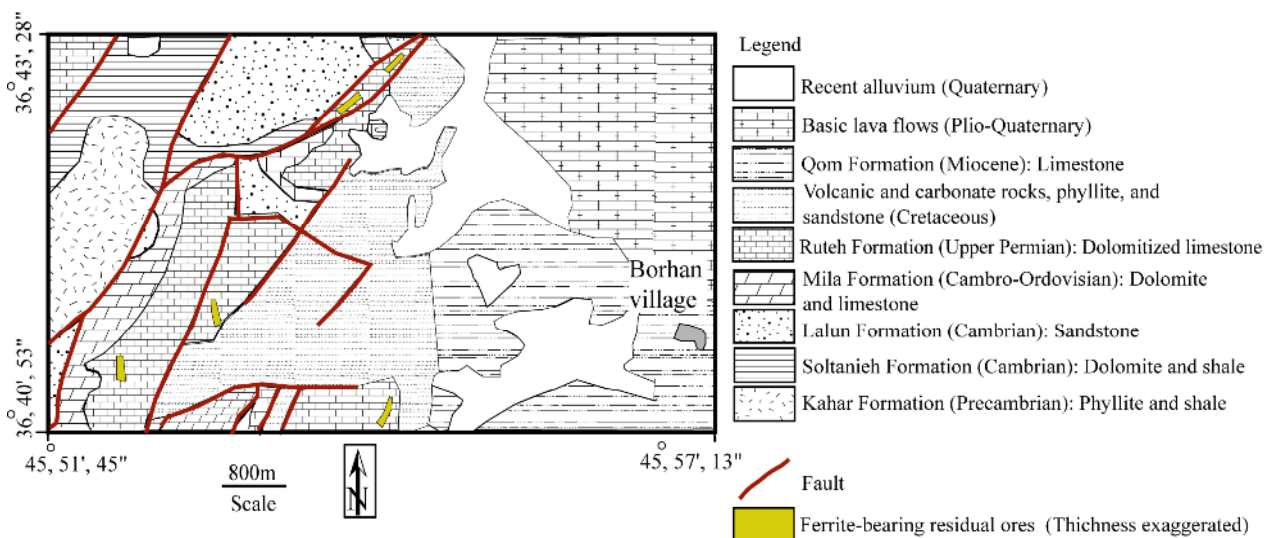 36°, 43', 28"
36°, 40', 53"
45°, 51', 45"
45°, 57', 13"
800m
Scale
N
Borhan
village
Legend
Recent alluvium (Quaternary)
Basic lava flows (Plio-Quaternary)
Qom Formation (Miocene): Limestone
Volcanic and carbonate rocks, phyllite, and
sandstone (Cretaceous)
Ruteh Formation (Upper Permian): Dolomitized limestone
Mila Formation (Cambro-Ordovisian): Dolomite
and limestone
Lalun Formation (Cambrian): Sandstone
Soltanieh Formation (Cambrian): Dolomite and shale
Kahar Formation (Precambrian): Phyllite and shale
Fault
Ferrite-bearing residual ores (Thichness exaggerated)